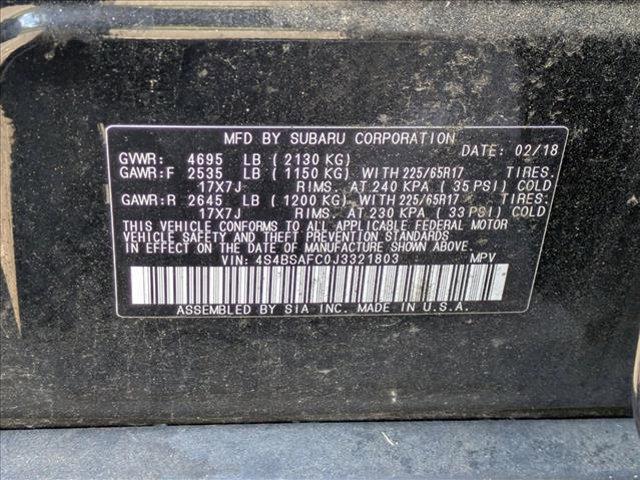 MFD BY SUBARU CORPORATION
DATE: 02/18
GVWR: 4695 LB (2130 KG)
GAWR:F 2535 LB (1150 KG) WITH 225/65R17 TIRES.
17X7J RIMS. AT 240 KPA (35 PSI) COLD
GAWR:R 2645 LB (1200 KG) WITH 225/65R17 TIRES.
17X7J RIMS. AT 230 KPA (33 PSI) COLD
THIS VEHICLE CONFORMS TO ALL APPLICABLE FEDERAL MOTOR
VEHICLE SAFETY AND THEFT PREVENTION STANDARDS
IN EFFECT ON THE DATE OF MANUFACTURE SHOWN ABOVE.
VIN: 4S4BSAFC0J3321803 MPV
ASSEMBLED BY SIA INC. MADE IN U.S.A.